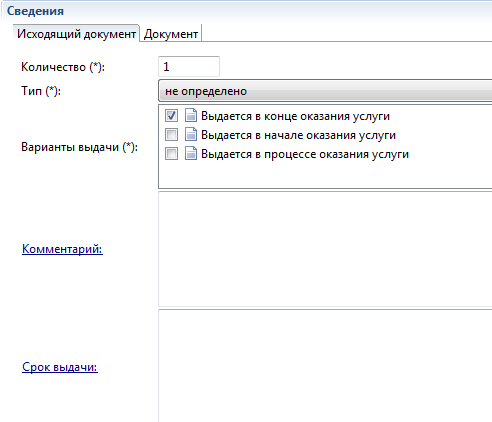 Сведения
Исходящий документ Документ
Количество (*): 1
Тип (*): не определено
Варианты выдачи (*):
Выдается в конце оказания услуги
Выдается в начале оказания услуги
Выдается в процессе оказания услуги
Комментарий:
Срок выдачи: